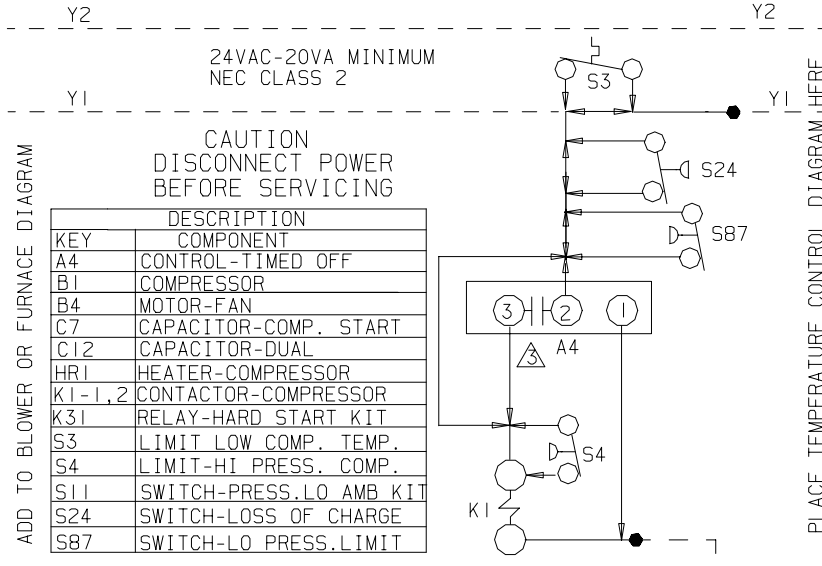 Y2
Y2
24VAC-20VA MINIMUM
NEC CLASS 2
S3
Y1
Y1
CAUTION
DISCONNECT POWER
BEFORE SERVICING
S24
S87
DESCRIPTION
KEY COMPONENT
A4 CONTROL-TIMED OFF
B1 COMPRESSOR
B4 MOTOR-FAN
C7 CAPACITOR-COMP. START
C12 CAPACITOR-DUAL
HR1 HEATER-COMPRESSOR
K1-1,2 CONTACTOR-COMPRESSOR
K31 RELAY-HARD START KIT
S3 LIMIT LOW COMP. TEMP.
S4 LIMIT-HI PRESS. COMP.
S11 SWITCH-PRESS.LO AMB KIT
S24 SWITCH-LOSS OF CHARGE
S87 SWITCH-LO PRESS.LIMIT
3 2 1
3 A4
S4
K1
ADD TO BLOWER OR FURNACE DIAGRAM
PLACE TEMPERATURE CONTROL DIAGRAM HERE